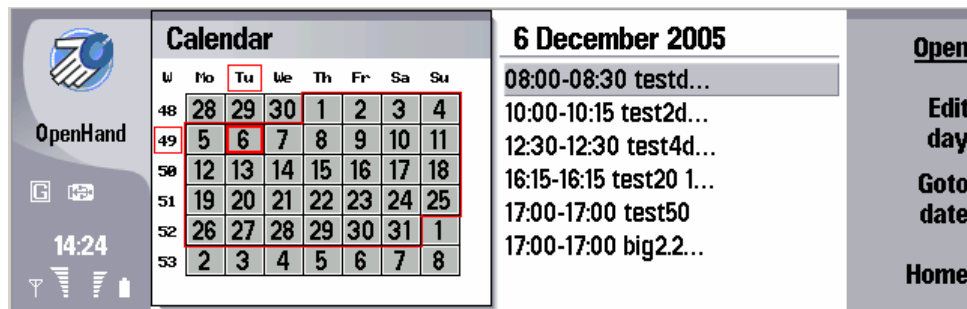 OpenHand
G
14:24
Calendar
W Mo Tu We Th Fr Sa Su
48 28 29 30 1 2 3 4
49 5 6 7 8 9 10 11
50 12 13 14 15 16 17 18
51 19 20 21 22 23 24 25
52 26 27 28 29 30 31 1
53 2 3 4 5 6 7 8
6 December 2005
08:00-08:30 testd...
10:00-10:15 test2d...
12:30-12:30 test4d...
16:15-16:15 test20 1...
17:00-17:00 test50
17:00-17:00 big2.2...
Open
Edit
day
Goto
date
Home